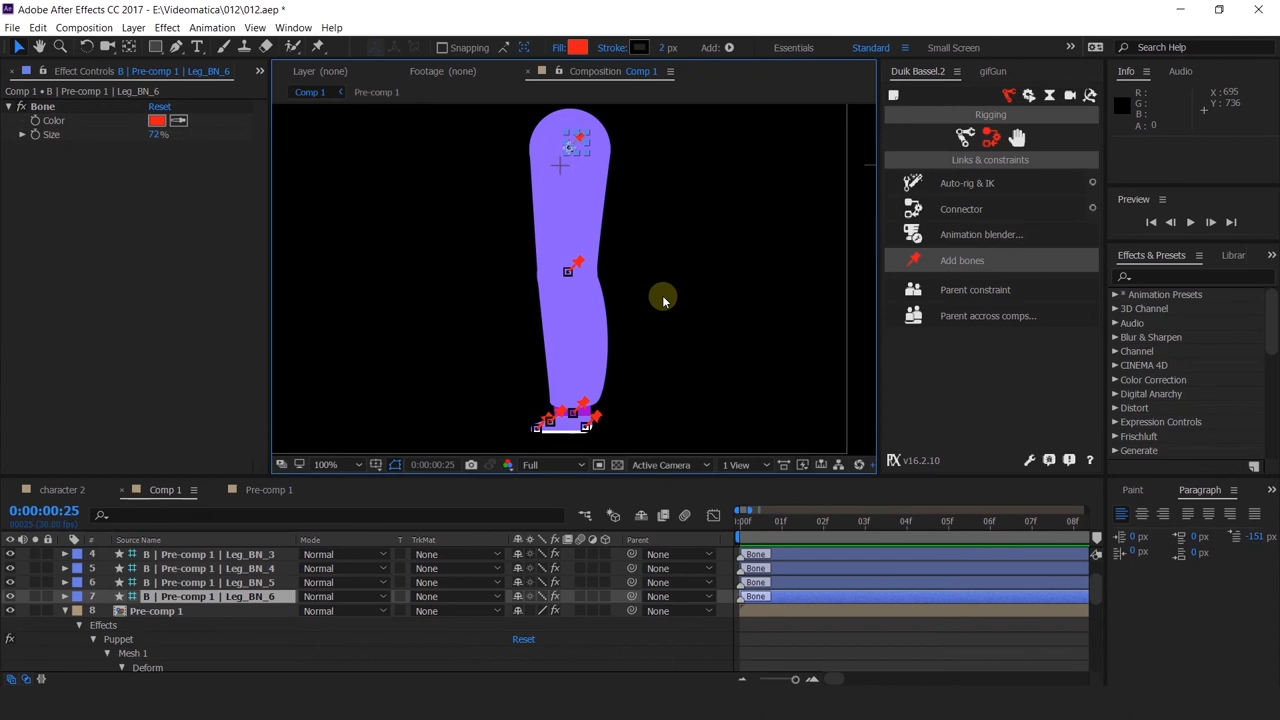 Adobe After Effects CC 2017 - E:\Videomatica\012\012.aep *
File Edit Composition Layer Effect Animation View Window Help
Snapping Fill: Stroke: 2 px Add: Essentials Standard Small Screen Search Help
Effect Controls B | Pre-comp 1 | Leg_BN_6 Layer (none) Footage (none) Composition Comp 1 Duik Bassel.2 gifGun Info Audio
Comp 1 • B | Pre-comp 1 | Leg_BN_6 Comp 1 Pre-comp 1
fx Bone Reset
Color
Size 72%
Rigging
Links & constraints
Auto-rig & IK
Connector
Animation blender...
Add bones
Parent constraint
Parent accross comps...
v16.2.10 ?
R :
G :
B :
A : 0
X : 695
Y : 736
Preview
Effects & Presets Librar
* Animation Presets
3D Channel
Audio
Blur & Sharpen
Channel
CINEMA 4D
Color Correction
Digital Anarchy
Distort
Expression Controls
Frischluft
Generate
100% 0:00:00:25 Full Active Camera 1 View
character 2 Comp 1 Pre-comp 1
0:00:00:25
00025 (30.00 fps)
:00f 01f 02f 03f 04f 05f 06f 07f 08f
# Source Name Mode T TrkMat Parent
4 B | Pre-comp 1 | Leg_BN_3 Normal None None Bone
5 B | Pre-comp 1 | Leg_BN_4 Normal None None Bone
6 B | Pre-comp 1 | Leg_BN_5 Normal None None Bone
7 B | Pre-comp 1 | Leg_BN_6 Normal None None Bone
8 Pre-comp 1 Normal None None
Effects
fx Puppet Reset
Mesh 1
Deform
Paint Paragraph
0 px 0 px -151 px
0 px 0 px